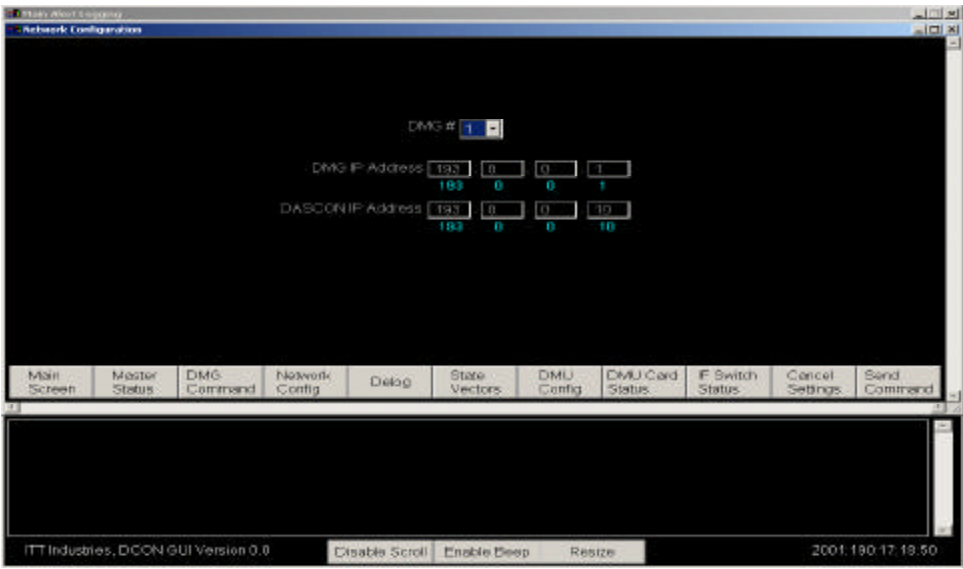 Main Alert Logging
Network Configuration
DMG # 1
DMG IP Address 193 . 0 . 0 . 1
193 0 0 1
DASCON IP Address 193 . 0 . 0 . 10
193 0 0 10
Main Screen
Master Status
DMG Command
Network Config
Delog
State Vectors
DMU Config
DMU Card Status
IF Switch Status
Cancel Settings
Send Command
ITT Industries, DCON GUI Version 0.0
Disable Scroll
Enable Beep
Resize
2001:190:17:19:50